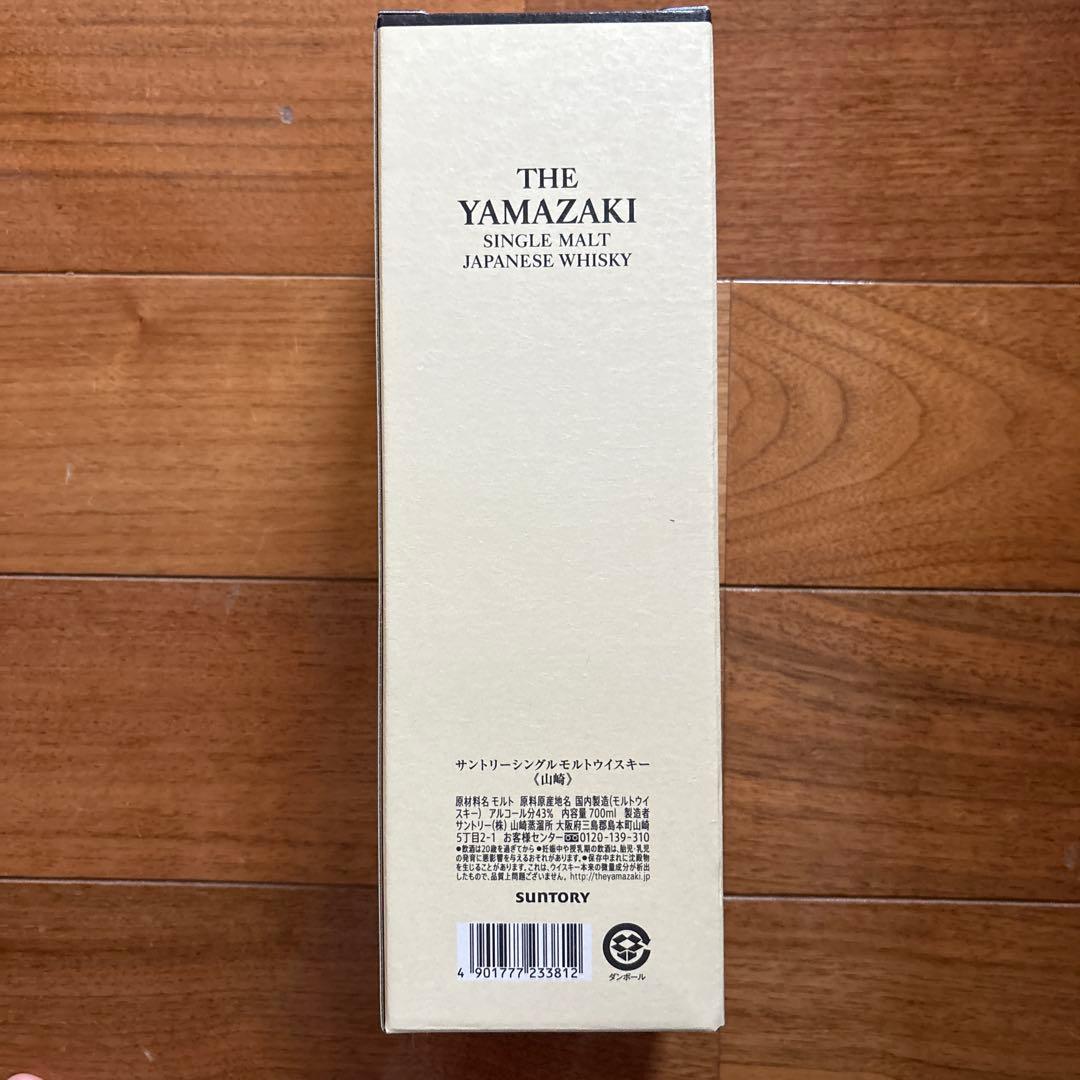 THE
YAMAZAKI
SINGLE MALT
JAPANESE WHISKY
サントリーシングルモルトウイスキー
《山崎》
原材料名 モルト 原料原産地名 国内製造(モルトウイ
スキー) アルコール分43% 内容量700ml 製造者
サントリー(株) 山崎蒸溜所 大阪府三島郡島本町山崎
5丁目2-1 お客様センター 0120-139-310
●飲酒は20歳を過ぎてから ●妊娠中や授乳期の飲酒は、胎児・乳児
の発育に悪影響を与えるおそれがあります。●保存中まれに沈殿物
を生じることがあります。これは、ウイスキー本来の微量成分が析出
したもので、品質上問題ございません。http://theyamazaki.jp
SUNTORY
4 901777 233812
ダンボール